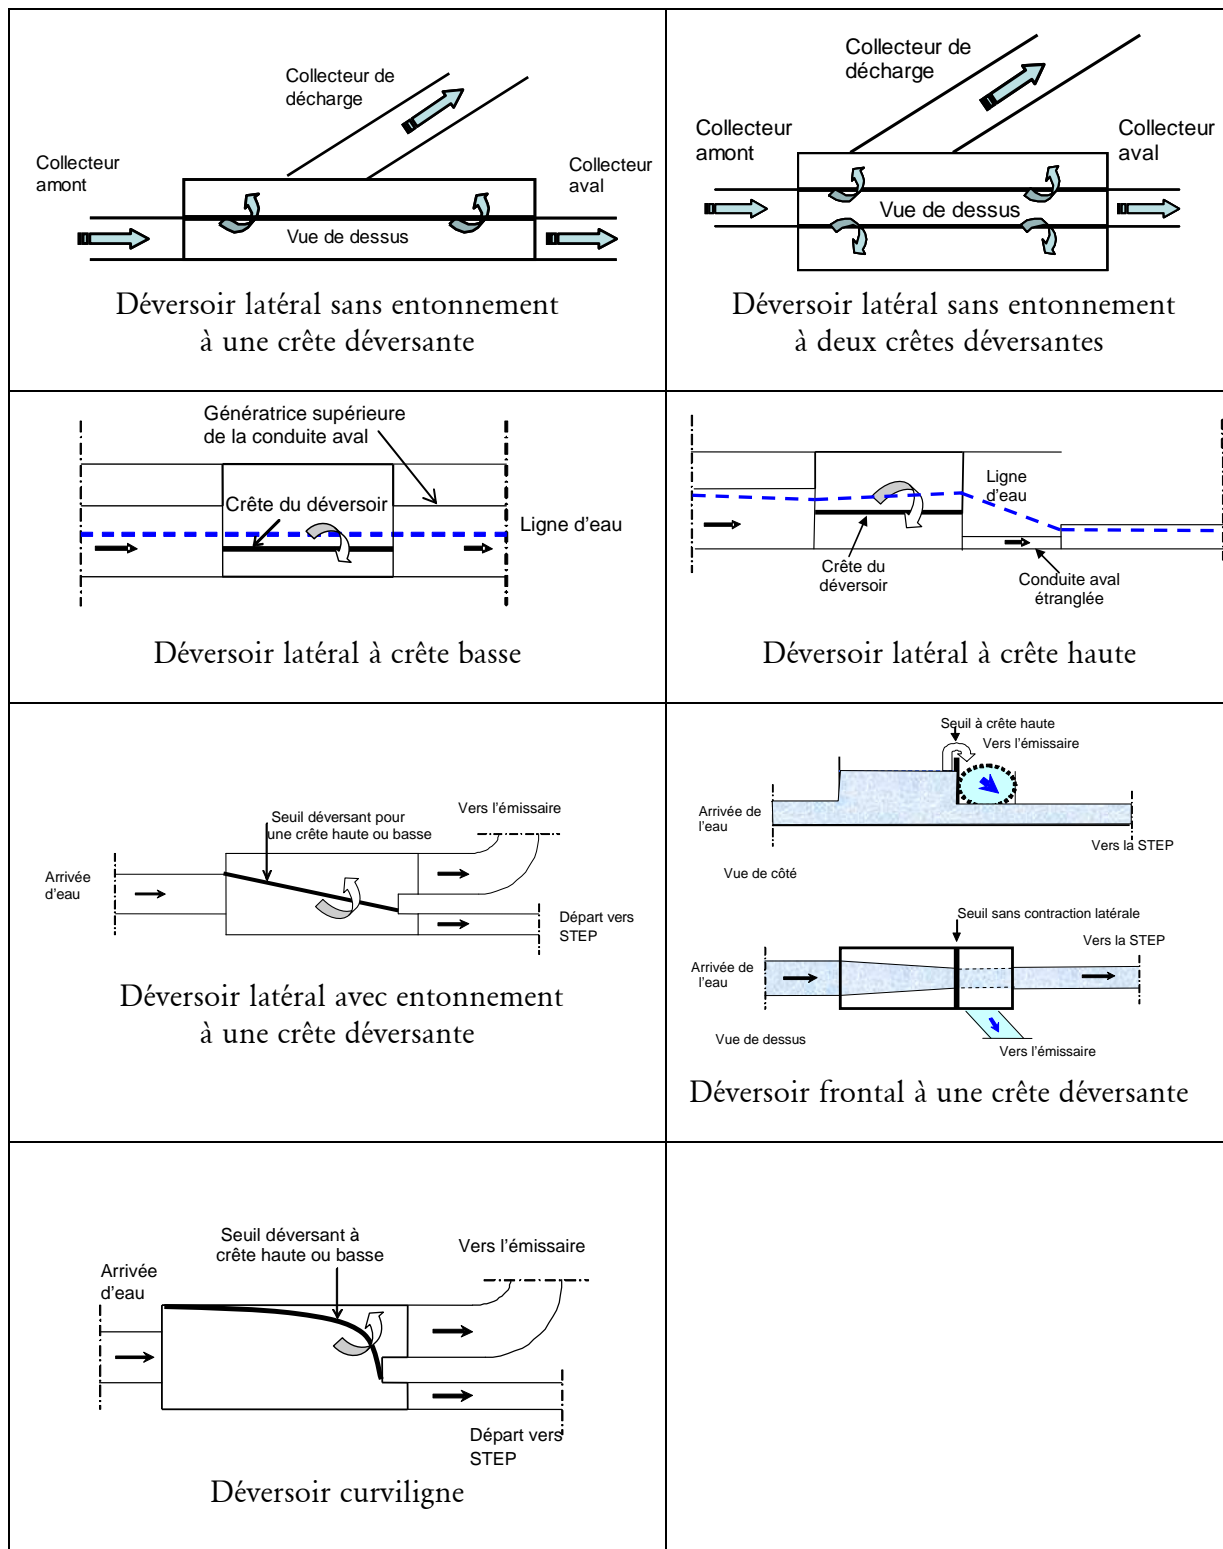 Collecteur de
décharge
Collecteur
amont
Collecteur
aval
Vue de dessus
Déversoir latéral sans entonnement
à une crête déversante
Collecteur de
décharge
Collecteur
amont
Collecteur
aval
Vue de dessus
Déversoir latéral sans entonnement
à deux crêtes déversantes
Génératrice supérieure
de la conduite aval
Crête du déversoir
Ligne d'eau
Déversoir latéral à crête basse
Ligne
d'eau
Crête du
déversoir
Conduite aval
étranglée
Déversoir latéral à crête haute
Seuil déversant pour
une crête haute ou basse
Vers l'émissaire
Arrivée
d'eau
Départ vers
STEP
Déversoir latéral avec entonnement
à une crête déversante
Seuil à crête haute
Vers l'émissaire
Arrivée de
l'eau
Vers la STEP
Vue de côté
Seuil sans contraction latérale
Vers la STEP
Arrivée de
l'eau
Vue de dessus
Vers l'émissaire
Déversoir frontal à une crête déversante
Seuil déversant à
crête haute ou basse
Vers l'émissaire
Arrivée
d'eau
Départ vers
STEP
Déversoir curviligne